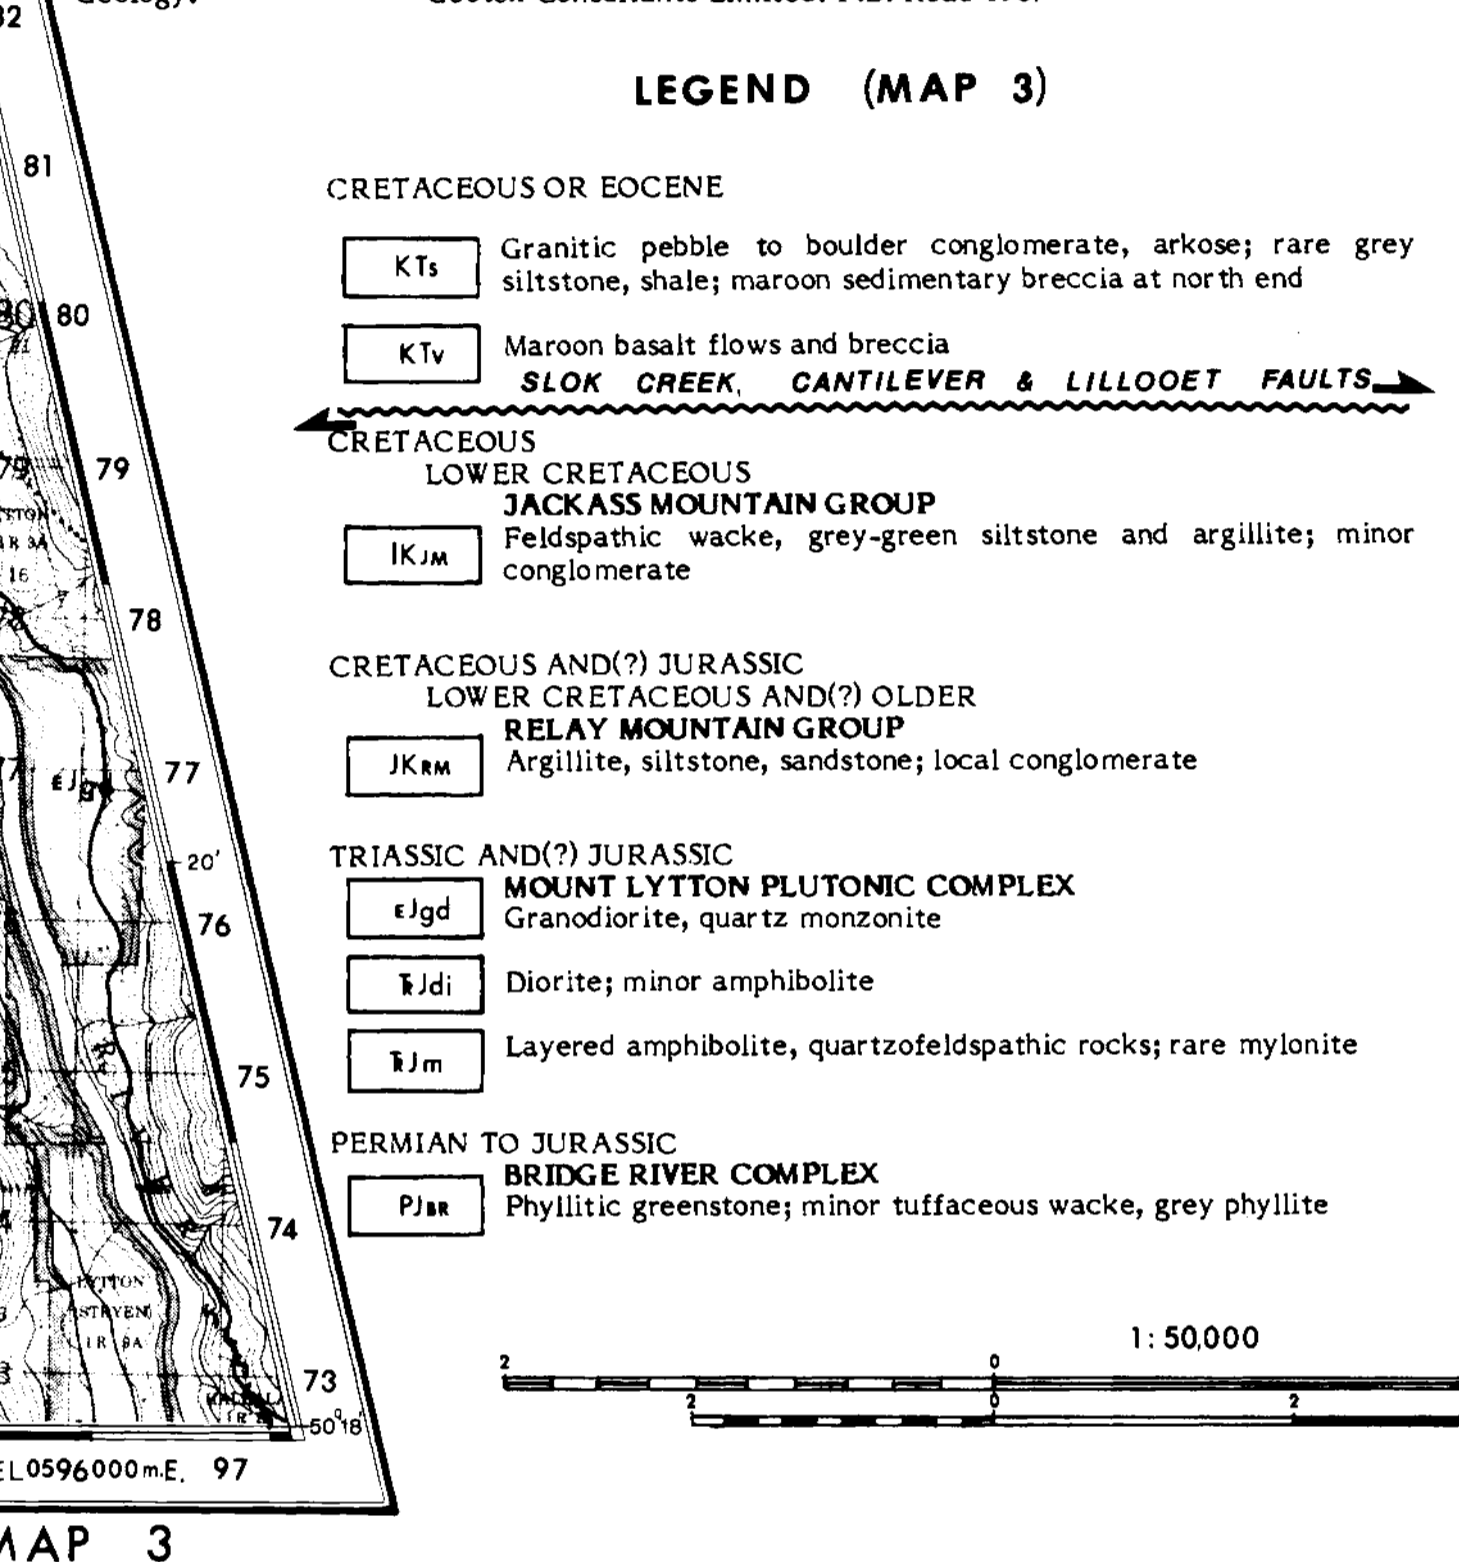 LEGEND (MAP 3)
CRETACEOUS OR EOCENE
KTs
Granitic pebble to boulder conglomerate, arkose; rare grey
siltstone, shale; maroon sedimentary breccia at north end
KTv
Maroon basalt flows and breccia
SLOK CREEK, CANTILEVER & LILLOOET FAULTS
CRETACEOUS
LOWER CRETACEOUS
JACKASS MOUNTAIN GROUP
lKJM
Feldspathic wacke, grey-green siltstone and argillite; minor
conglomerate
CRETACEOUS AND(?) JURASSIC
LOWER CRETACEOUS AND(?) OLDER
RELAY MOUNTAIN GROUP
JKRM
Argillite, siltstone, sandstone; local conglomerate
TRIASSIC AND(?) JURASSIC
MOUNT LYTTON PLUTONIC COMPLEX
EJgd
Granodiorite, quartz monzonite
TRJdi
Diorite; minor amphibolite
TRJm
Layered amphibolite, quartzofeldspathic rocks; rare mylonite
PERMIAN TO JURASSIC
BRIDGE RIVER COMPLEX
PJBR
Phyllitic greenstone; minor tuffaceous wacke, grey phyllite
1:50,000
2 0
2 0 2
81
80
79
78
77
EJg
20'
76
75
74
LYTTON
STRYEN
IR 9A
73
50°18'
0596000m.E. 97
MAP 3